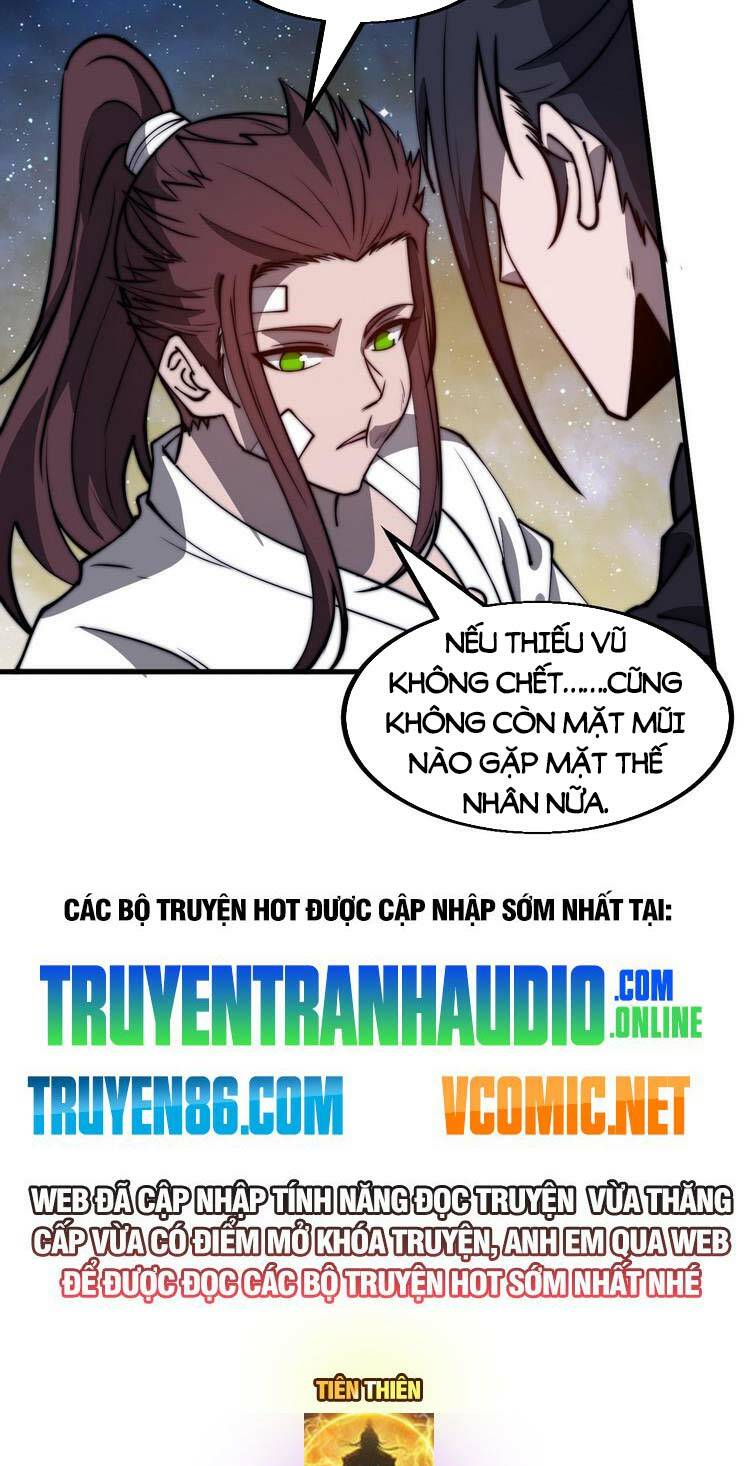 NẾU THIẾU VŨ
KHÔNG CHẾT.......CŨNG
KHÔNG CÒN MẶT MŨI
NÀO GẶP MẶT THẾ
NHÂN NỮA.
CÁC BỘ TRUYỆN HOT ĐƯỢC CẬP NHẬP SỚM NHẤT TẠI:
TRUYENTRANHAUDIO.COM
.ONLINE
TRUYEN86.COM VCOMIC.NET
WEB ĐÃ CẬP NHẬP TÍNH NĂNG ĐỌC TRUYỆN VỪA THĂNG
CẤP VỪA CÓ ĐIỂM MỞ KHÓA TRUYỆN, ANH EM QUA WEB
ĐỂ ĐƯỢC ĐỌC CÁC BỘ TRUYỆN HOT SỚM NHẤT NHÉ
TIÊN THIÊN